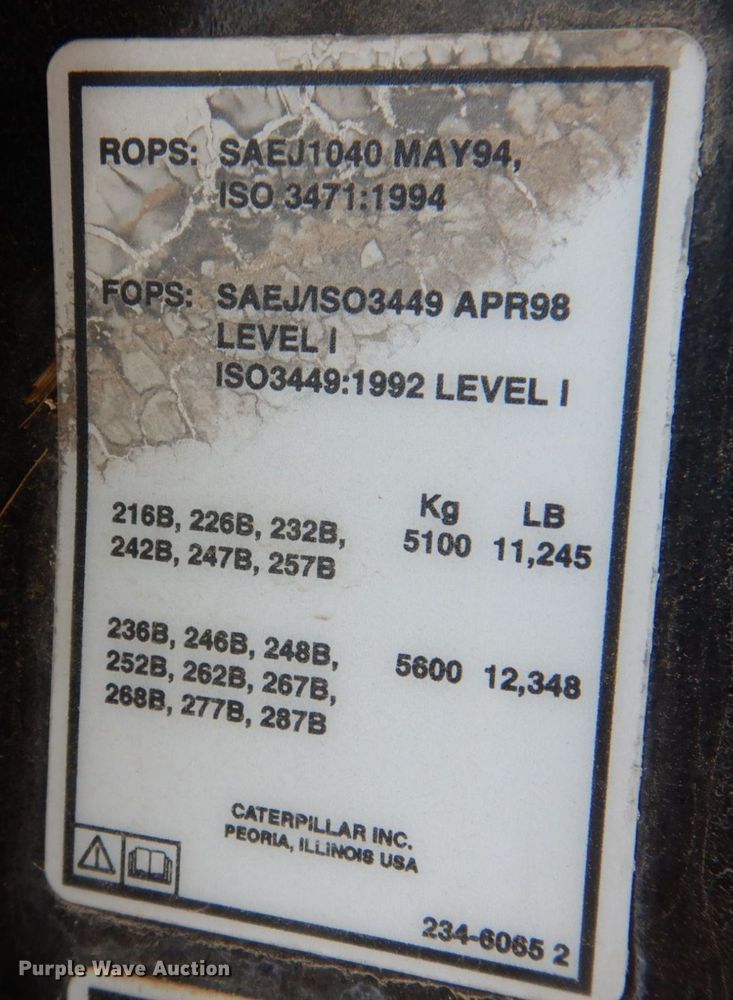 ROPS: SAEJ1040 MAY94,
ISO 3471:1994
FOPS: SAEJ/ISO3449 APR98
LEVEL I
ISO3449:1992 LEVEL I
Kg LB
216B, 226B, 232B, 5100 11,245
242B, 247B, 257B
236B, 246B, 248B, 5600 12,348
252B, 262B, 267B,
268B, 277B, 287B
CATERPILLAR INC.
PEORIA, ILLINOIS USA
234-6065 2
Purple Wave Auction